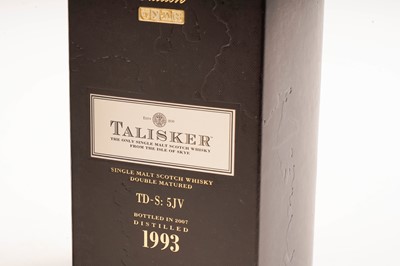 TALISKER
THE ONLY SINGLE MALT SCOTCH WHISKY
FROM THE ISLE OF SKYE
SINGLE MALT SCOTCH WHISKY
DOUBLE MATURED
TD-S: 5JV
BOTTLED IN 2007
DISTILLED
1993